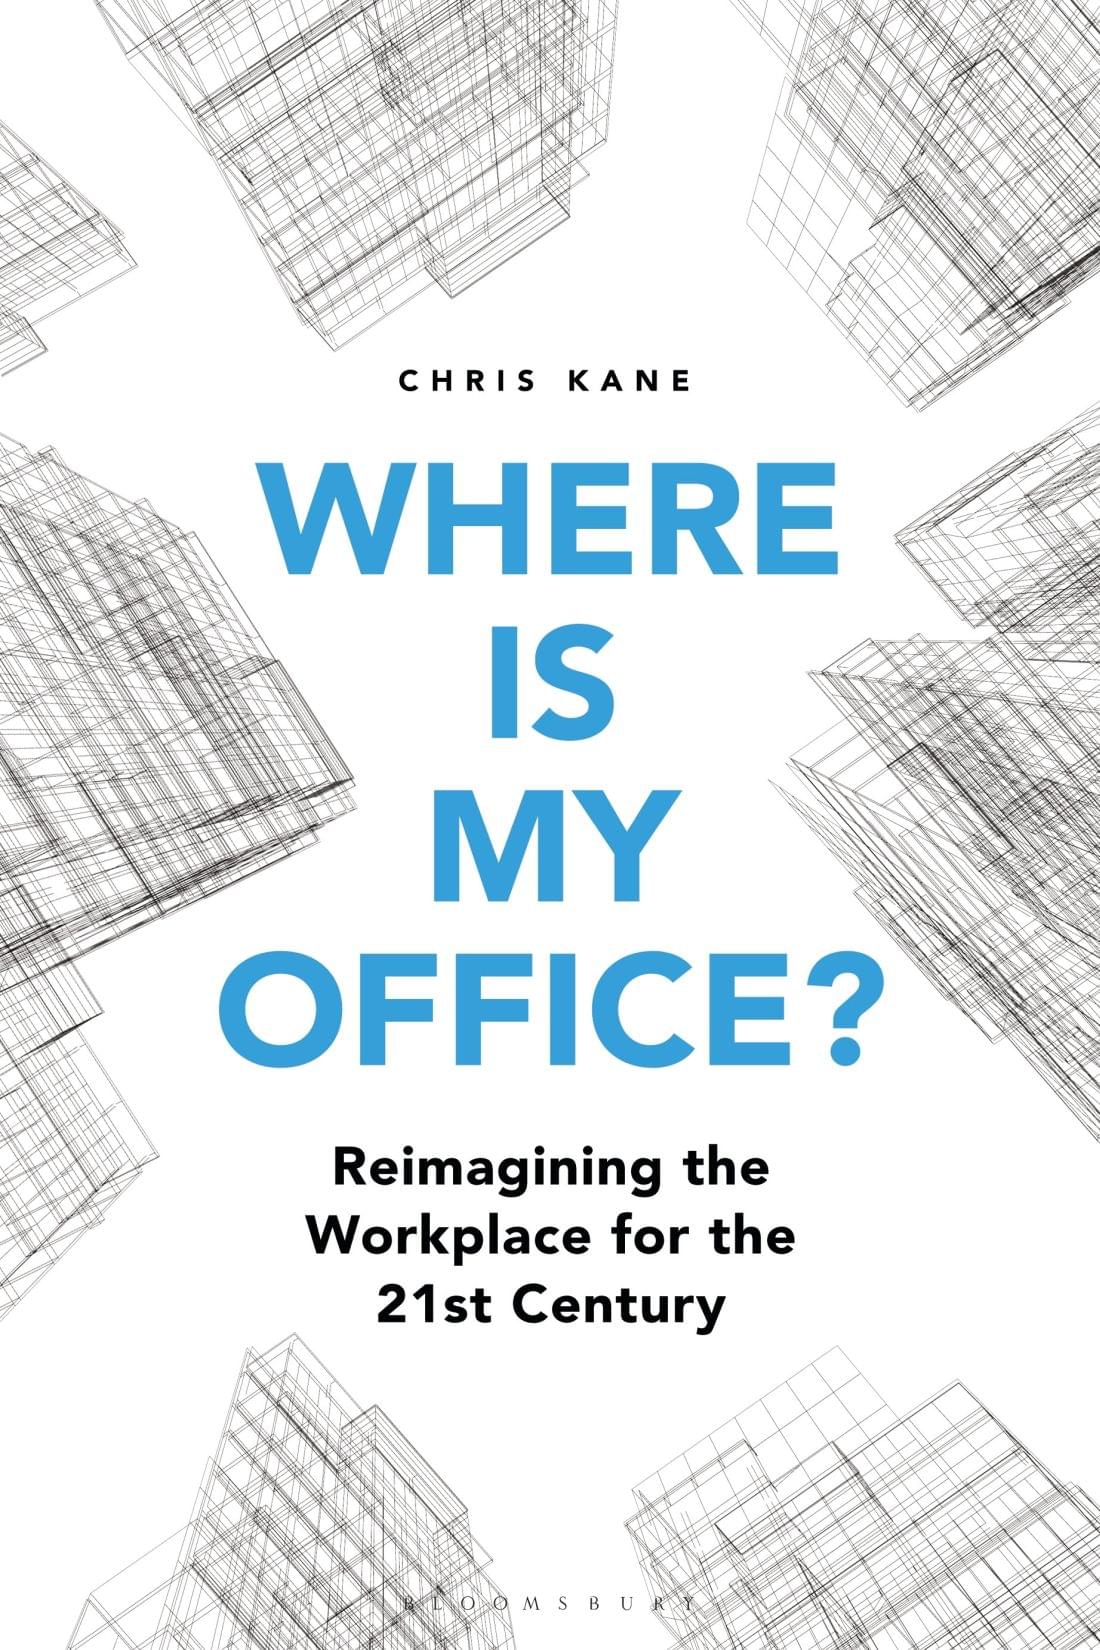 CHRIS KANE
WHERE
IS
MY
OFFICE?
Reimagining the
Workplace for the
21st Century
BLOOMSBURY